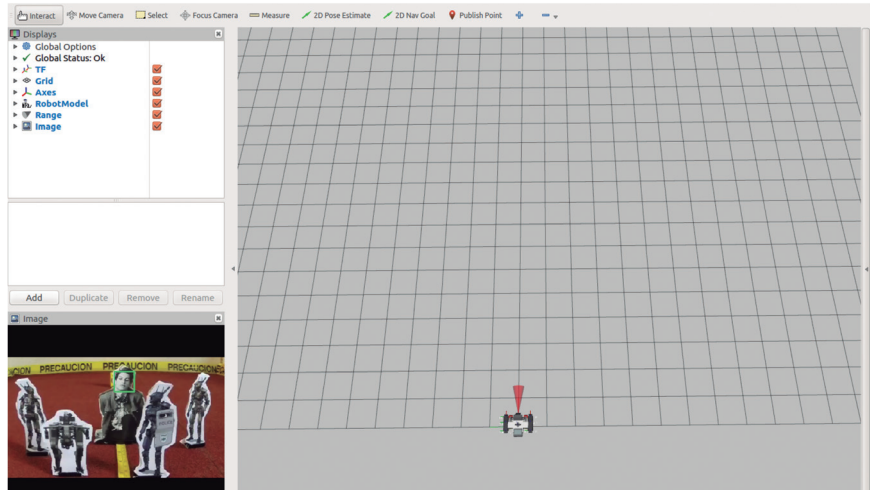 Interact Move Camera Select Focus Camera Measure 2D Pose Estimate 2D Nav Goal Publish Point
Displays
Global Options
Global Status: Ok
TF
Grid
Axes
RobotModel
Range
Image
Add Duplicate Remove Rename
Image
CION PRECAUCION PRECAUCION PRECAUCION